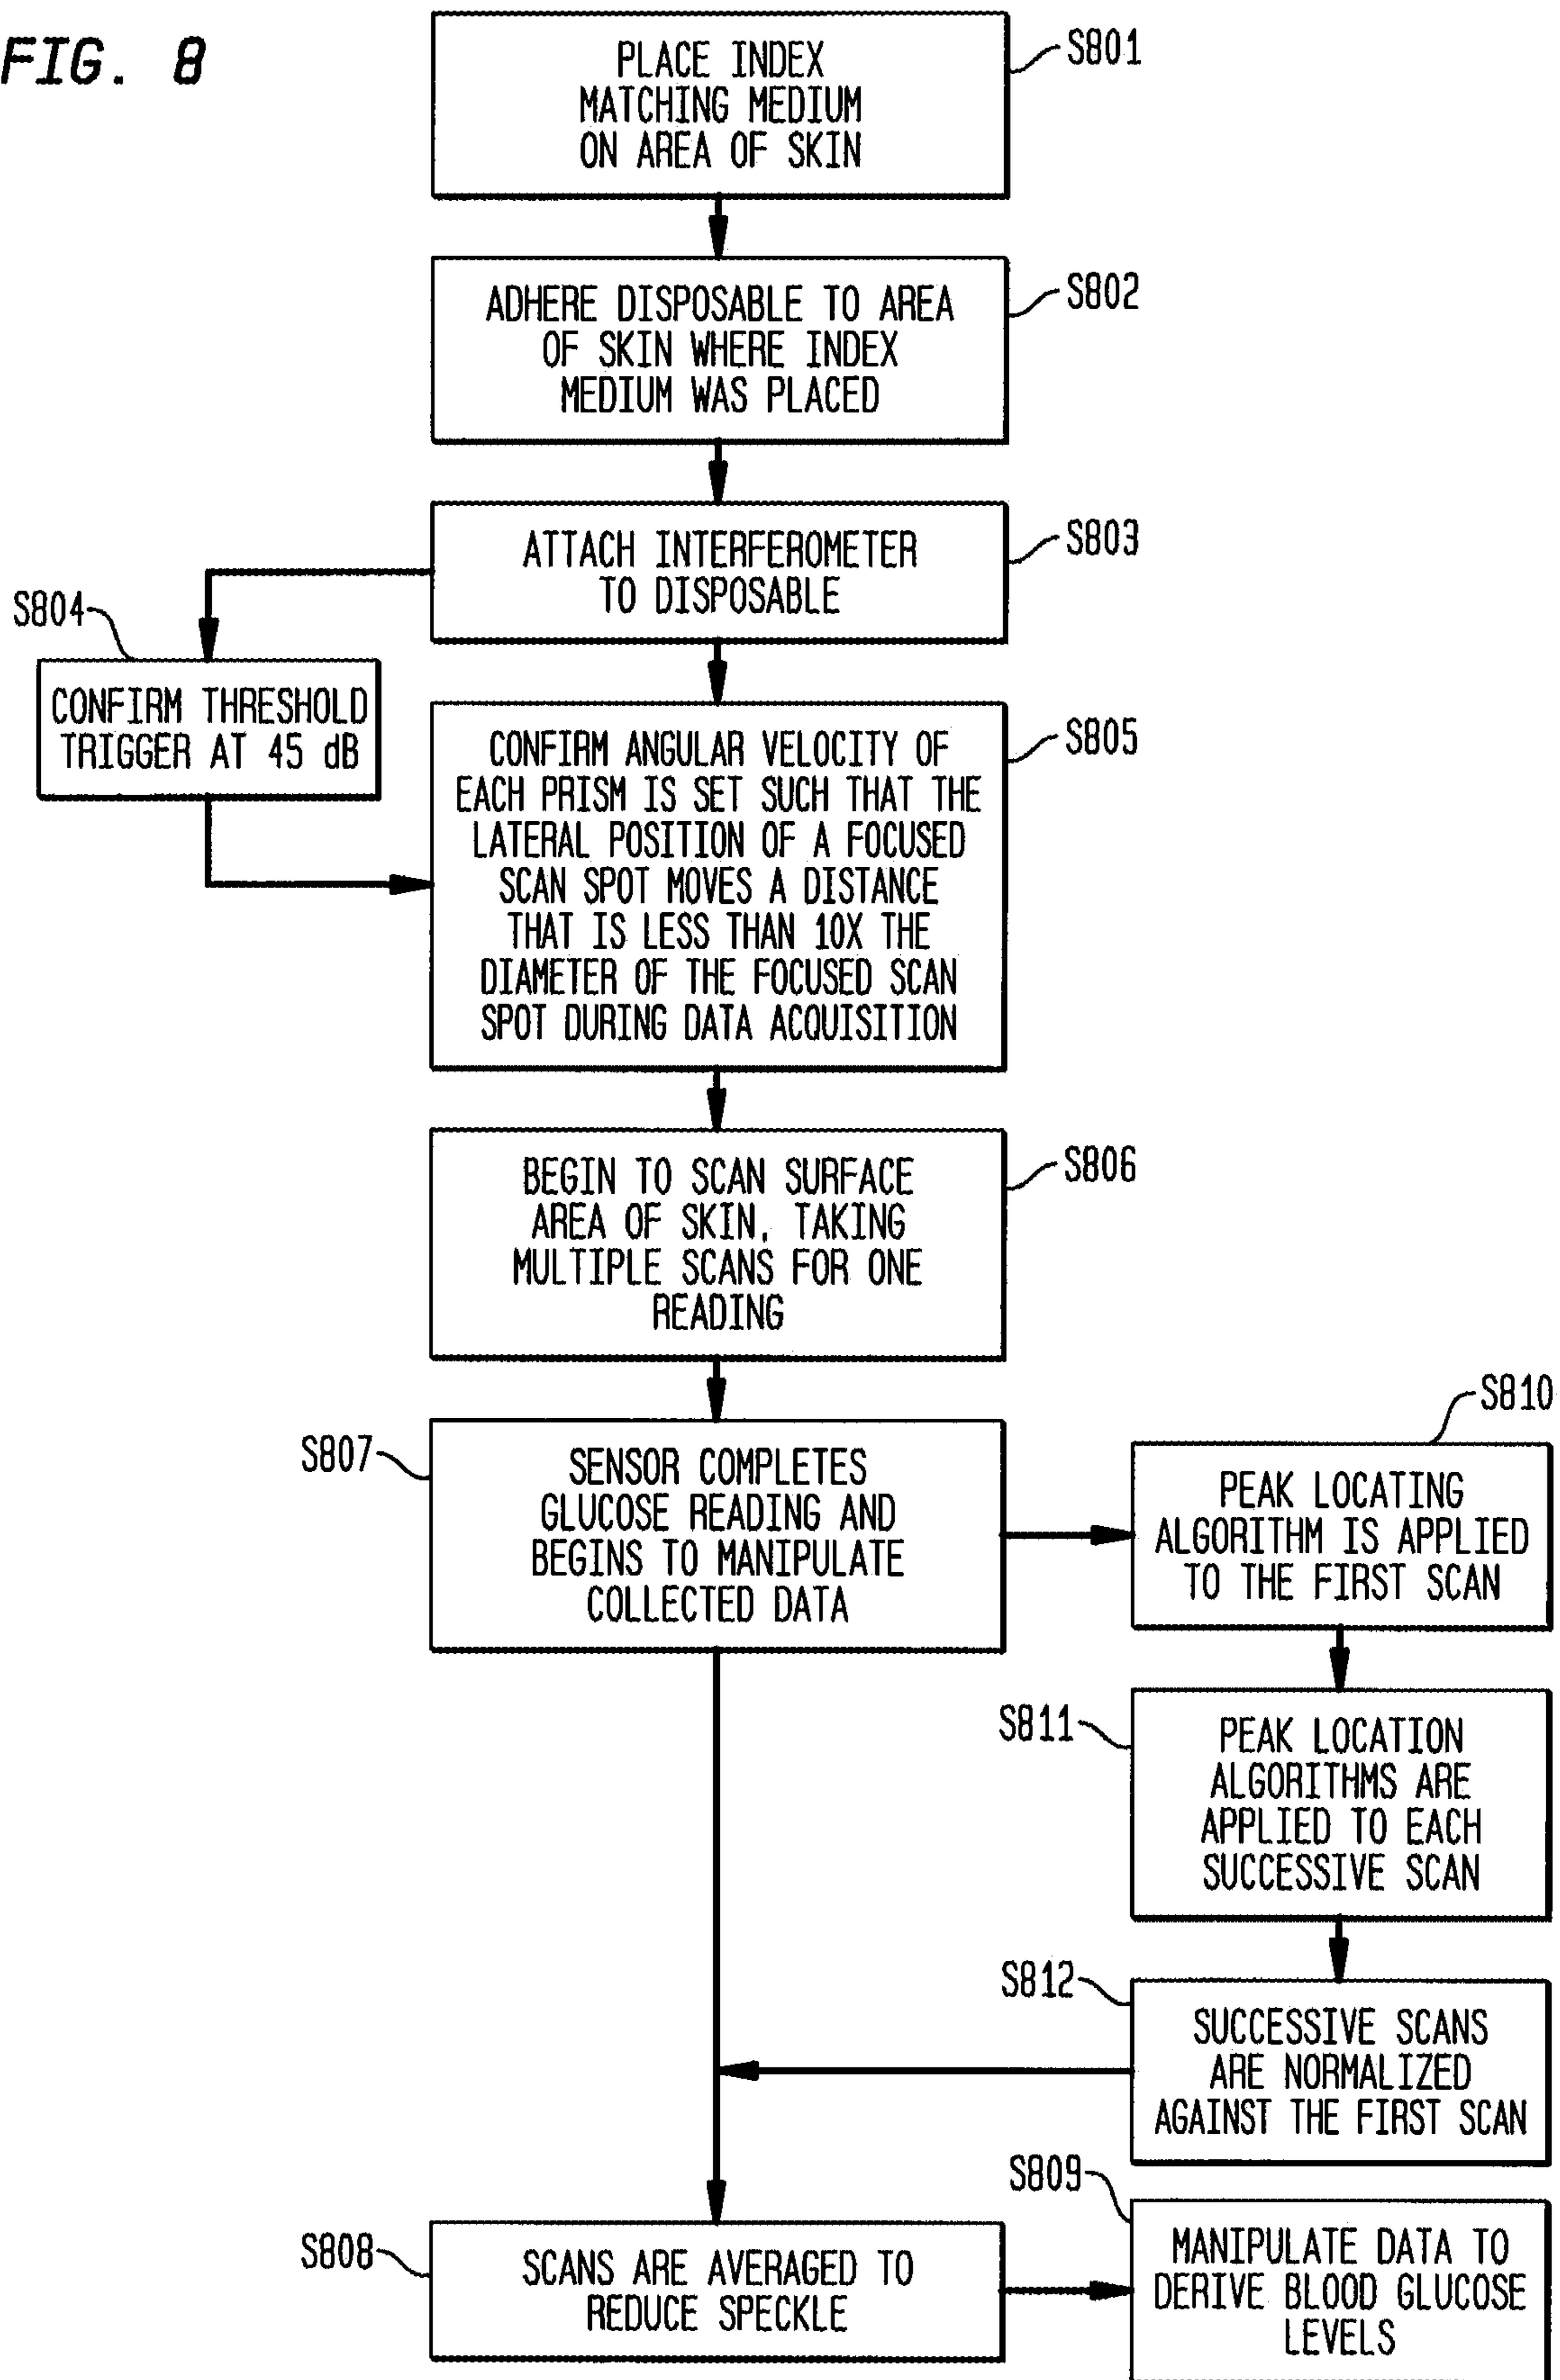 FIG. 8
PLACE INDEX
MATCHING MEDIUM
ON AREA OF SKIN
S801
ADHERE DISPOSABLE TO AREA
OF SKIN WHERE INDEX
MEDIUM WAS PLACED
S802
ATTACH INTERFEROMETER
TO DISPOSABLE
S803
S804
CONFIRM THRESHOLD
TRIGGER AT 45 dB
CONFIRM ANGULAR VELOCITY OF
EACH PRISM IS SET SUCH THAT THE
LATERAL POSITION OF A FOCUSED
SCAN SPOT MOVES A DISTANCE
THAT IS LESS THAN 10X THE
DIAMETER OF THE FOCUSED SCAN
SPOT DURING DATA ACQUISITION
S805
BEGIN TO SCAN SURFACE
AREA OF SKIN, TAKING
MULTIPLE SCANS FOR ONE
READING
S806
S807
SENSOR COMPLETES
GLUCOSE READING AND
BEGINS TO MANIPULATE
COLLECTED DATA
S810
PEAK LOCATING
ALGORITHM IS APPLIED
TO THE FIRST SCAN
S811
PEAK LOCATION
ALGORITHMS ARE
APPLIED TO EACH
SUCCESSIVE SCAN
S812
SUCCESSIVE SCANS
ARE NORMALIZED
AGAINST THE FIRST SCAN
S808
SCANS ARE AVERAGED TO
REDUCE SPECKLE
S809
MANIPULATE DATA TO
DERIVE BLOOD GLUCOSE
LEVELS